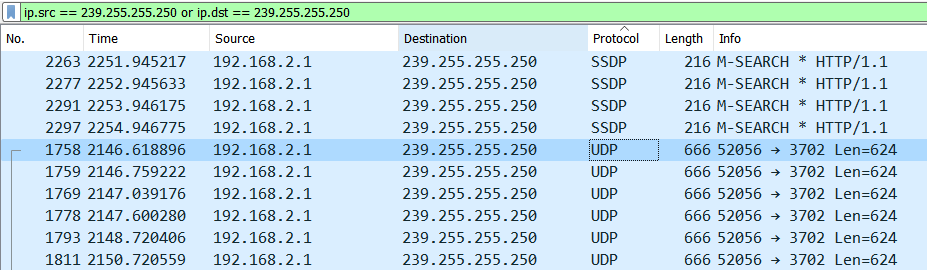 ip.src == 239.255.255.250 or ip.dst == 239.255.255.250
No. Time Source Destination Protocol Length Info
2263 2251.945217 192.168.2.1 239.255.255.250 SSDP 216 M-SEARCH * HTTP/1.1
2277 2252.945633 192.168.2.1 239.255.255.250 SSDP 216 M-SEARCH * HTTP/1.1
2291 2253.946175 192.168.2.1 239.255.255.250 SSDP 216 M-SEARCH * HTTP/1.1
2297 2254.946775 192.168.2.1 239.255.255.250 SSDP 216 M-SEARCH * HTTP/1.1
1758 2146.618896 192.168.2.1 239.255.255.250 UDP 666 52056 → 3702 Len=624
1759 2146.759222 192.168.2.1 239.255.255.250 UDP 666 52056 → 3702 Len=624
1769 2147.039176 192.168.2.1 239.255.255.250 UDP 666 52056 → 3702 Len=624
1778 2147.600280 192.168.2.1 239.255.255.250 UDP 666 52056 → 3702 Len=624
1793 2148.720406 192.168.2.1 239.255.255.250 UDP 666 52056 → 3702 Len=624
1811 2150.720559 192.168.2.1 239.255.255.250 UDP 666 52056 → 3702 Len=624